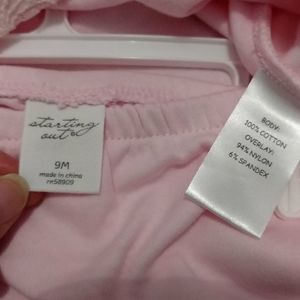 starting
out
9M
made in china
rn58909
BODY:
100% COTTON
OVERLAY:
94% NYLON
6% SPANDEX